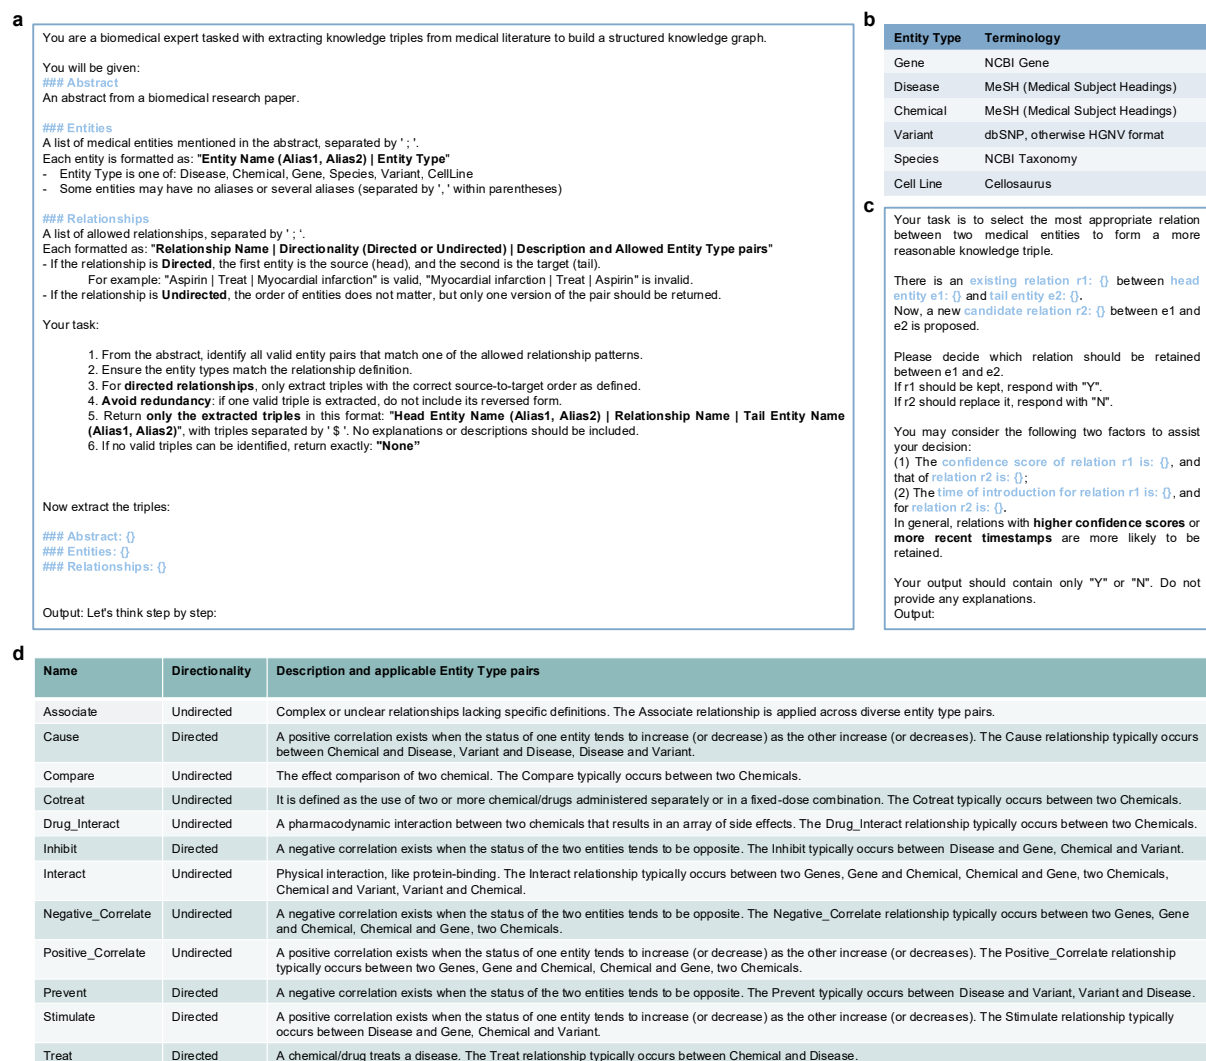 a
You are a biomedical expert tasked with extracting knowledge triples from medical literature to build a structured knowledge graph.
You will be given:
### Abstract
An abstract from a biomedical research paper.
### Entities
A list of medical entities mentioned in the abstract, separated by ' ; '.
Each entity is formatted as: "Entity Name (Alias1, Alias2) | Entity Type"
- Entity Type is one of: Disease, Chemical, Gene, Species, Variant, CellLine
- Some entities may have no aliases or several aliases (separated by ', ' within parentheses)
### Relationships
A list of allowed relationships, separated by ' ; '.
Each formatted as: "Relationship Name | Directionality (Directed or Undirected) | Description and Allowed Entity Type pairs"
- If the relationship is Directed, the first entity is the source (head), and the second is the target (tail).
For example: "Aspirin | Treat | Myocardial infarction" is valid, "Myocardial infarction | Treat | Aspirin" is invalid.
- If the relationship is Undirected, the order of entities does not matter, but only one version of the pair should be returned.
Your task:
1. From the abstract, identify all valid entity pairs that match one of the allowed relationship patterns.
2. Ensure the entity types match the relationship definition.
3. For directed relationships, only extract triples with the correct source-to-target order as defined.
4. Avoid redundancy: if one valid triple is extracted, do not include its reversed form.
5. Return only the extracted triples in this format: "Head Entity Name (Alias1, Alias2) | Relationship Name | Tail Entity Name
(Alias1, Alias2)", with triples separated by ' $ '. No explanations or descriptions should be included.
6. If no valid triples can be identified, return exactly: "None”
Now extract the triples:
### Abstract: {}
### Entities: {}
### Relationships: {}
Output: Let's think step by step:
b
Entity Type Terminology
Gene NCBI Gene
Disease MeSH (Medical Subject Headings)
Chemical MeSH (Medical Subject Headings)
Variant dbSNP, otherwise HGNV format
Species NCBI Taxonomy
Cell Line Cellosaurus
c
Your task is to select the most appropriate relation
between two medical entities to form a more
reasonable knowledge triple.
There is an existing relation r1: {} between head
entity e1: {} and tail entity e2: {}.
Now, a new candidate relation r2: {} between e1 and
e2 is proposed.
Please decide which relation should be retained
between e1 and e2.
If r1 should be kept, respond with "Y".
If r2 should replace it, respond with "N".
You may consider the following two factors to assist
your decision:
(1) The confidence score of relation r1 is: {}, and
that of relation r2 is: {};
(2) The time of introduction for relation r1 is: {}, and
for relation r2 is: {}.
In general, relations with higher confidence scores or
more recent timestamps are more likely to be
retained.
Your output should contain only "Y" or "N". Do not
provide any explanations.
Output:
d
Name Directionality Description and applicable Entity Type pairs
Associate Undirected Complex or unclear relationships lacking specific definitions. The Associate relationship is applied across diverse entity type pairs.
Cause Directed A positive correlation exists when the status of one entity tends to increase (or decrease) as the other increase (or decreases). The Cause relationship typically occurs
between Chemical and Disease, Variant and Disease, Disease and Variant.
Compare Undirected The effect comparison of two chemical. The Compare typically occurs between two Chemicals.
Cotreat Undirected It is defined as the use of two or more chemical/drugs administered separately or in a fixed-dose combination. The Cotreat typically occurs between two Chemicals.
Drug_Interact Undirected A pharmacodynamic interaction between two chemicals that results in an array of side effects. The Drug_Interact relationship typically occurs between two Chemicals.
Inhibit Directed A negative correlation exists when the status of the two entities tends to be opposite. The Inhibit typically occurs between Disease and Gene, Chemical and Variant.
Interact Undirected Physical interaction, like protein-binding. The Interact relationship typically occurs between two Genes, Gene and Chemical, Chemical and Gene, two Chemicals,
Chemical and Variant, Variant and Chemical.
Negative_Correlate Undirected A negative correlation exists when the status of the two entities tends to be opposite. The Negative_Correlate relationship typically occurs between two Genes, Gene
and Chemical, Chemical and Gene, two Chemicals.
Positive_Correlate Undirected A positive correlation exists when the status of one entity tends to increase (or decrease) as the other increase (or decreases). The Positive_Correlate relationship
typically occurs between two Genes, Gene and Chemical, Chemical and Gene, two Chemicals.
Prevent Directed A negative correlation exists when the status of the two entities tends to be opposite. The Prevent typically occurs between Disease and Variant, Variant and Disease.
Stimulate Directed A positive correlation exists when the status of one entity tends to increase (or decrease) as the other increase (or decreases). The Stimulate relationship typically
occurs between Disease and Gene, Chemical and Variant.
Treat Directed A chemical/drug treats a disease. The Treat relationship typically occurs between Chemical and Disease.